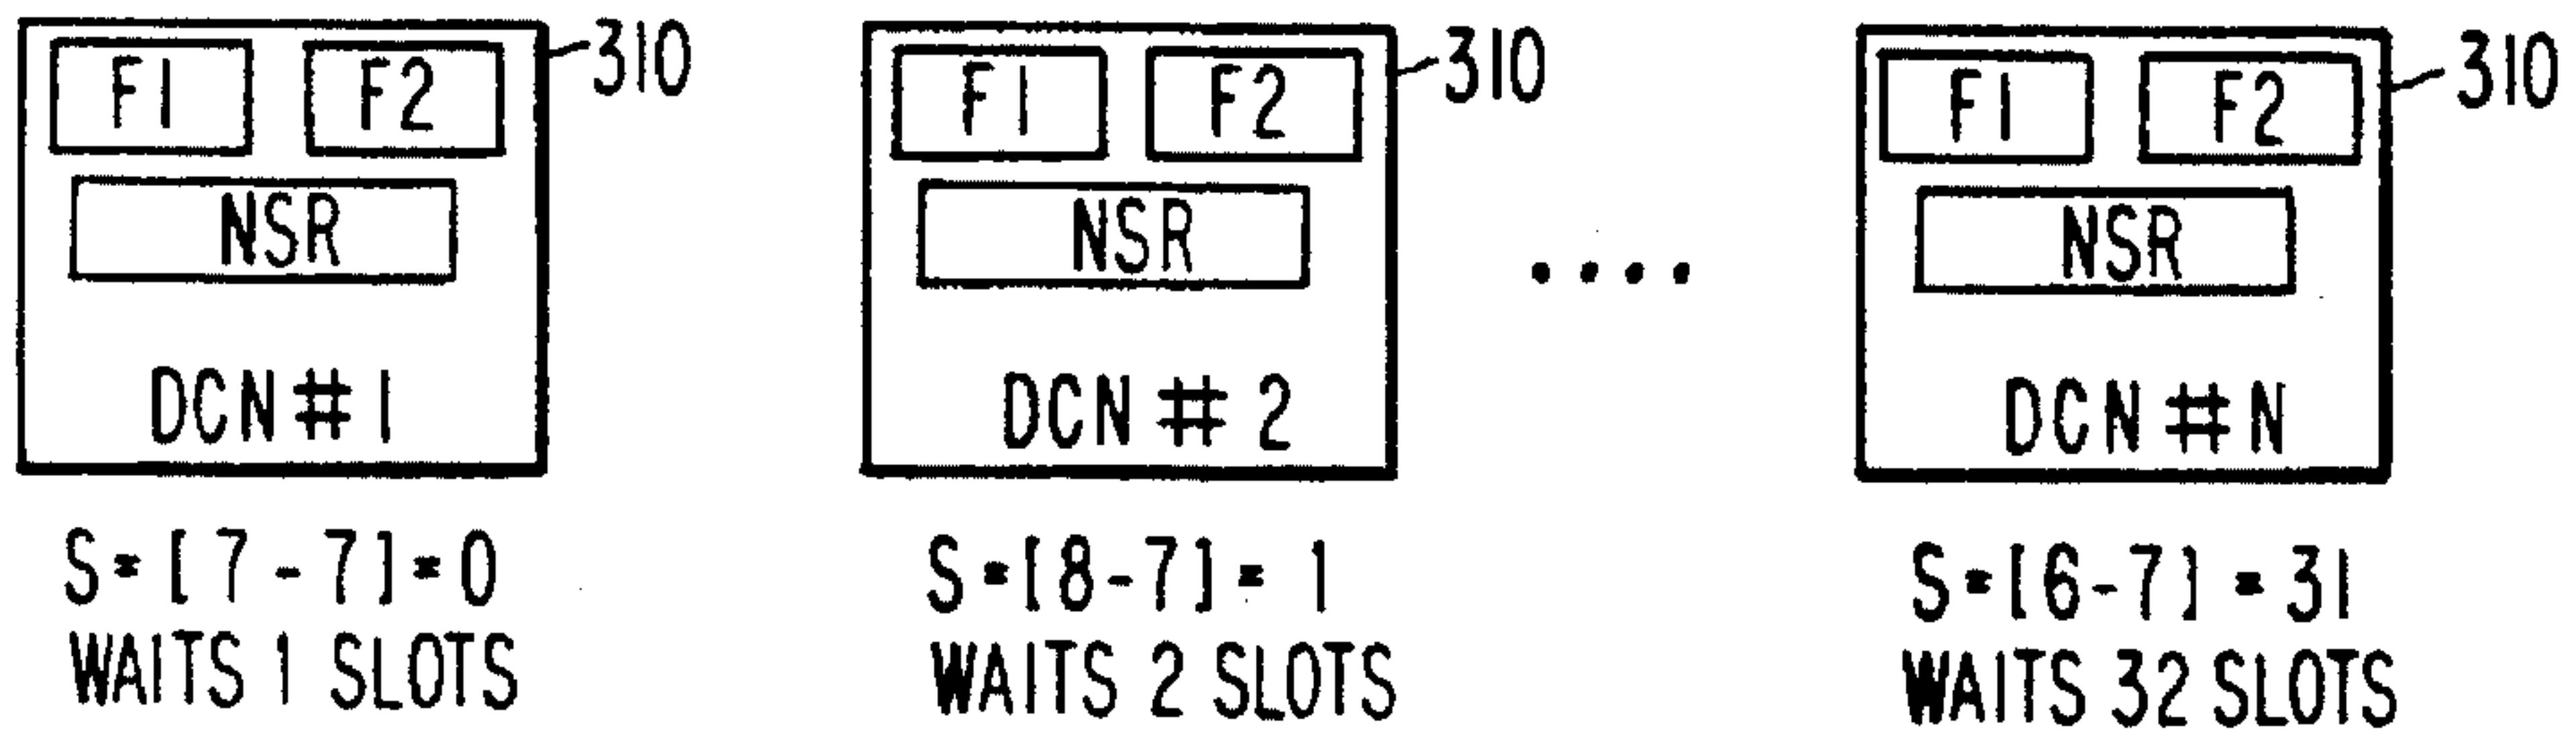 F1 F2 310
NSR
DCN # 1
S=[7-7]=0
WAITS 1 SLOTS
F1 F2 310
NSR
DCN # 2
S=[8-7]= 1
WAITS 2 SLOTS
....
F1 F2 310
NSR
DCN # N
S=[6-7] = 31
WAITS 32 SLOTS